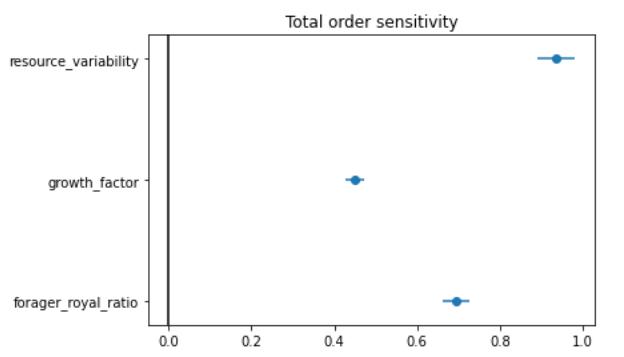 Total order sensitivity
resource_variability
growth_factor
forager_royal_ratio
0.0 0.2 0.4 0.6 0.8 1.0